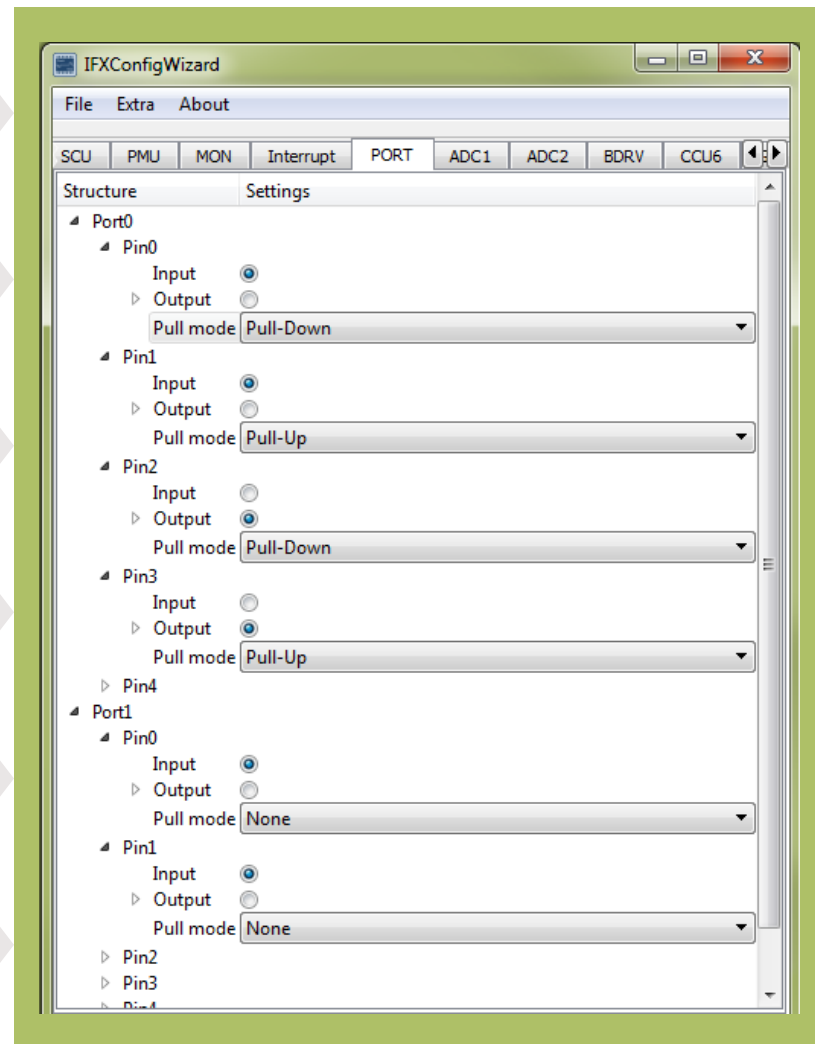 IFXConfigWizard
File Extra About
SCU PMU MON Interrupt PORT ADC1 ADC2 BDRV CCU6
Structure Settings
Port0
Pin0
Input
Output
Pull mode Pull-Down
Pin1
Input
Output
Pull mode Pull-Up
Pin2
Input
Output
Pull mode Pull-Down
Pin3
Input
Output
Pull mode Pull-Up
Pin4
Port1
Pin0
Input
Output
Pull mode None
Pin1
Input
Output
Pull mode None
Pin2
Pin3
Pin4